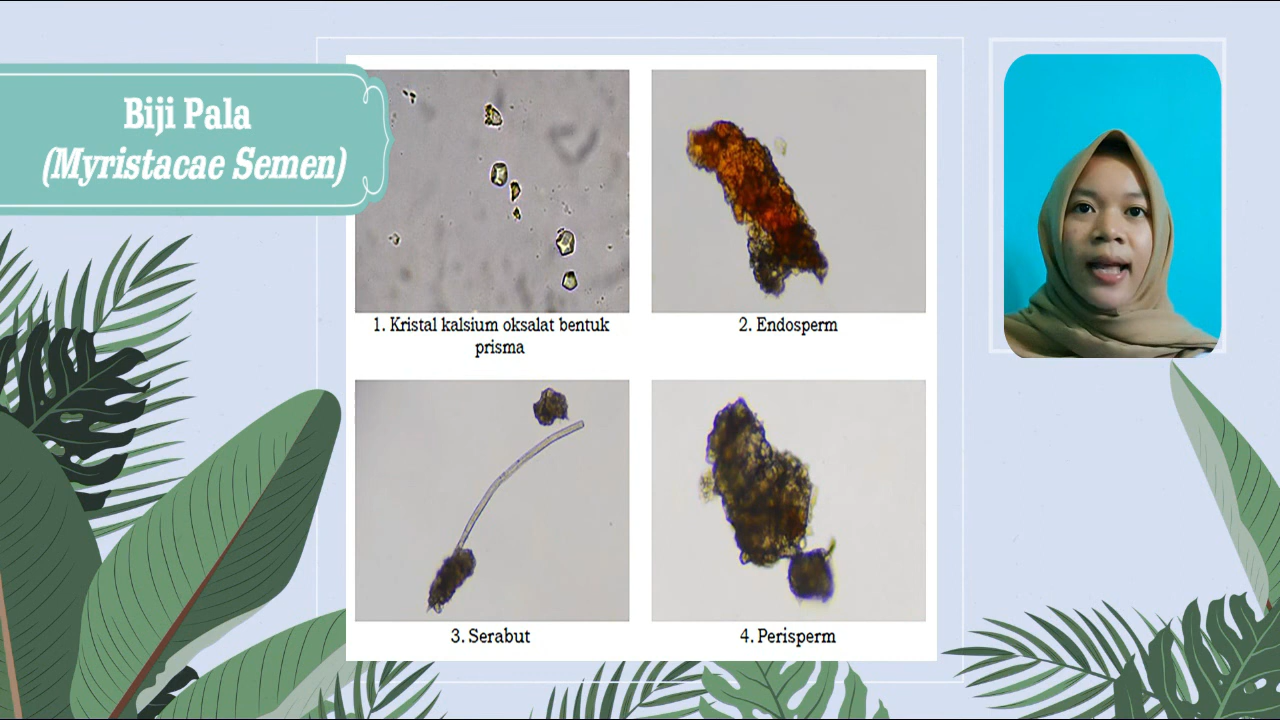 Biji Pala
(Myristacae Semen)
1. Kristal kalsium oksalat bentuk
prisma
2. Endosperm
3. Serabut
4. Perisperm